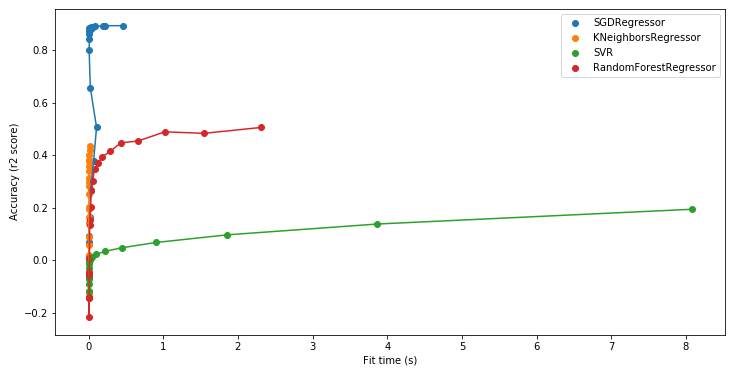 SGDRegressor
KNeighborsRegressor
SVR
RandomForestRegressor
0.8
0.6
0.4
0.2
0.0
−0.2
Accuracy (r2 score)
0 1 2 3 4 5 6 7 8
Fit time (s)